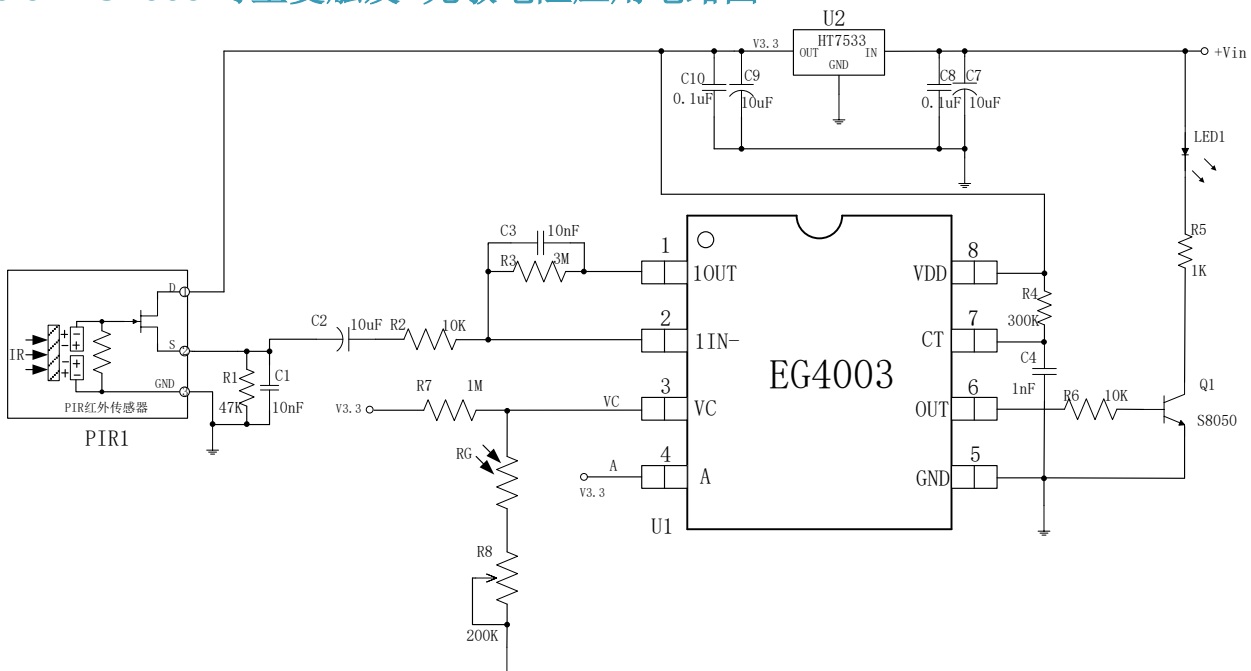 U2
HT7533
OUT
IN
GND
V3.3
+Vin
C10
0.1uF
C9
10uF
C8
0.1uF
C7
10uF
LED1
R5
1K
C3
10nF
R3
3M
1
1OUT
2
1IN-
3
VC
4
A
8
VDD
7
CT
6
OUT
5
GND
EG4003
U1
R4
300K
C4
1nF
R6
10K
Q1
S8050
D
1
S
2
GND
3
IR
PIR红外传感器
PIR1
R1
47K
C1
10nF
C2
10uF
R2
10K
R7
1M
V3.3
VC
RG
A
V3.3
R8
200K